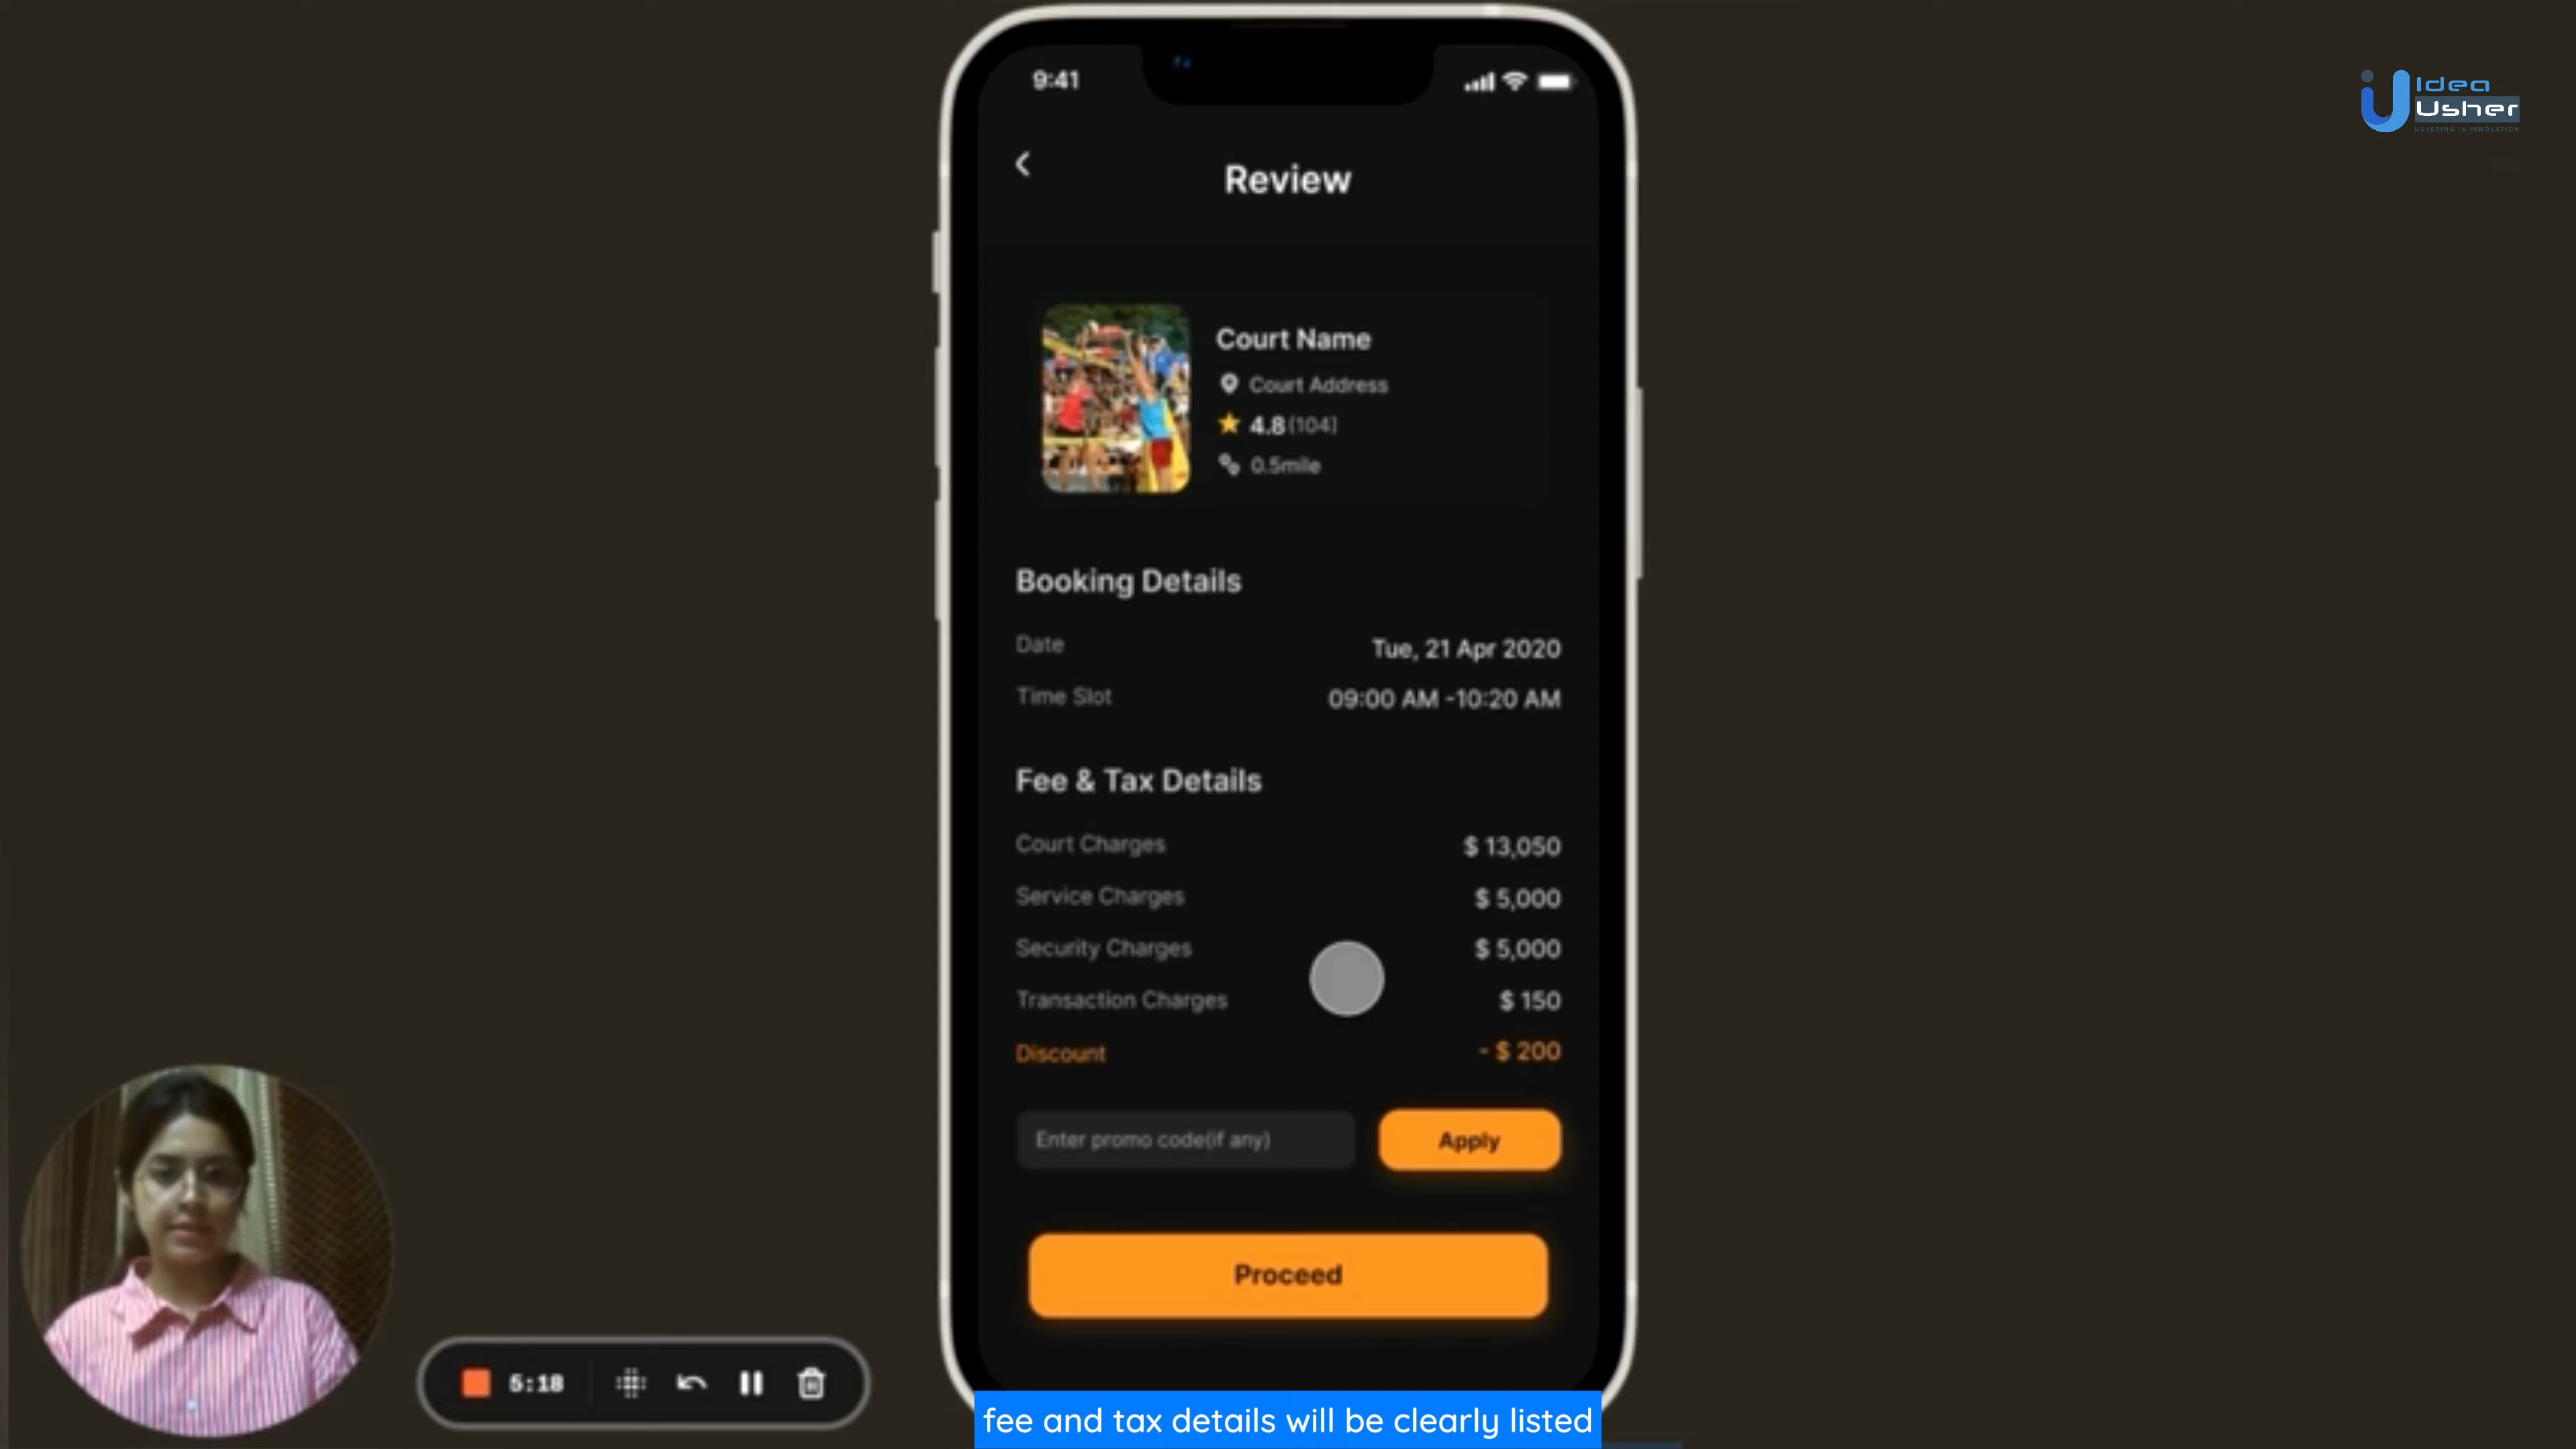 9:41
Idea
Usher
USHERING IN INNOVATION
Review
Court Name
Court Address
4.8(104)
0.5mile
Booking Details
Date
Tue, 21 Apr 2020
Time Slot
09:00 AM -10:20 AM
Fee & Tax Details
Court Charges
$ 13,050
Service Charges
$ 5,000
Security Charges
$ 5,000
Transaction Charges
$ 150
Discount
- $ 200
Enter promo code(if any)
Apply
Proceed
5:18
fee and tax details will be clearly listed